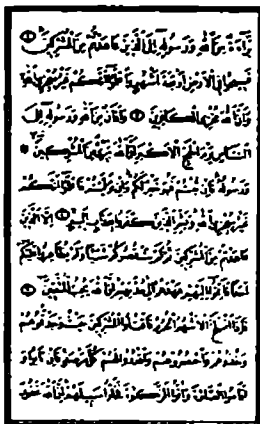 براءة من الله ورسوله إلى الذين عاهدتم من المشركين
فسيحوا في الأرض أربعة أشهر واعلموا أنكم غير معجزي الله
وأن الله مخزي الكافرين وأذان من الله ورسوله إلى
الناس يوم الحج الأكبر أن الله بريء من المشركين
ورسوله فإن تبتم فهو خير لكم وإن توليتم فاعلموا أنكم
غير معجزي الله وبشر الذين كفروا بعذاب أليم إلا الذين
عاهدتم من المشركين ثم لم ينقصوكم شيئا ولم يظاهروا عليكم
أحدا فأتموا إليهم عهدهم إلى مدتهم إن الله يحب المتقين
فإذا انسلخ الأشهر الحرم فاقتلوا المشركين حيث وجدتموهم
وخذوهم واحصروهم واقعدوا لهم كل مرصد فإن تابوا و
أقاموا الصلوة وآتوا الزكوة فخلوا سبيلهم إن الله غفور